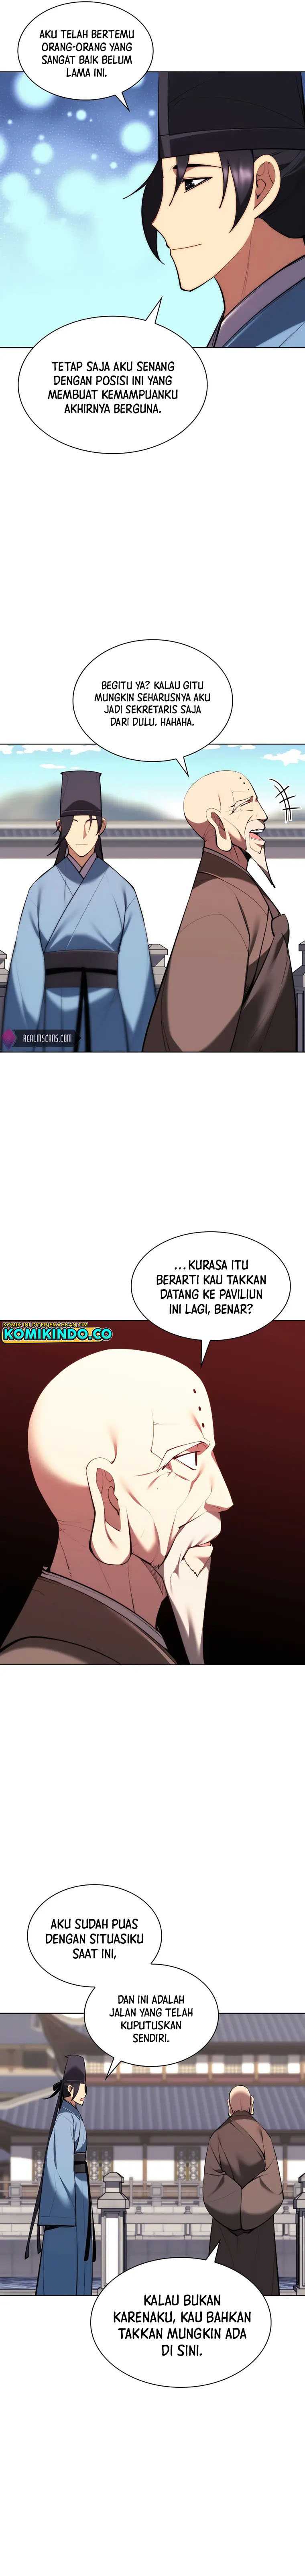 AKU TELAH BERTEMU
ORANG-ORANG YANG
SANGAT BAIK BELUM
LAMA INI.
TETAP SAJA AKU SENANG
DENGAN POSISI INI YANG
MEMBUAT KEMAMPUANKU
AKHIRNYA BERGUNA.
BEGITU YA? KALAU GITU
MUNGKIN SEHARUSNYA AKU
JADI SEKRETARIS SAJA
DARI DULU. HAHAHA.
REALMSCANS.COM
...KURASA ITU
BERARTI KAU TAKKAN
DATANG KE PAVILIUN
INI LAGI, BENAR?
KOMIKINDO.CO
AKU SUDAH PUAS
DENGAN SITUASIKU
SAAT INI,
DAN INI ADALAH
JALAN YANG TELAH
KUPUTUSKAN
SENDIRI.
KALAU BUKAN
KARENAKU, KAU BAHKAN
TAKKAN MUNGKIN ADA
DI SINI.